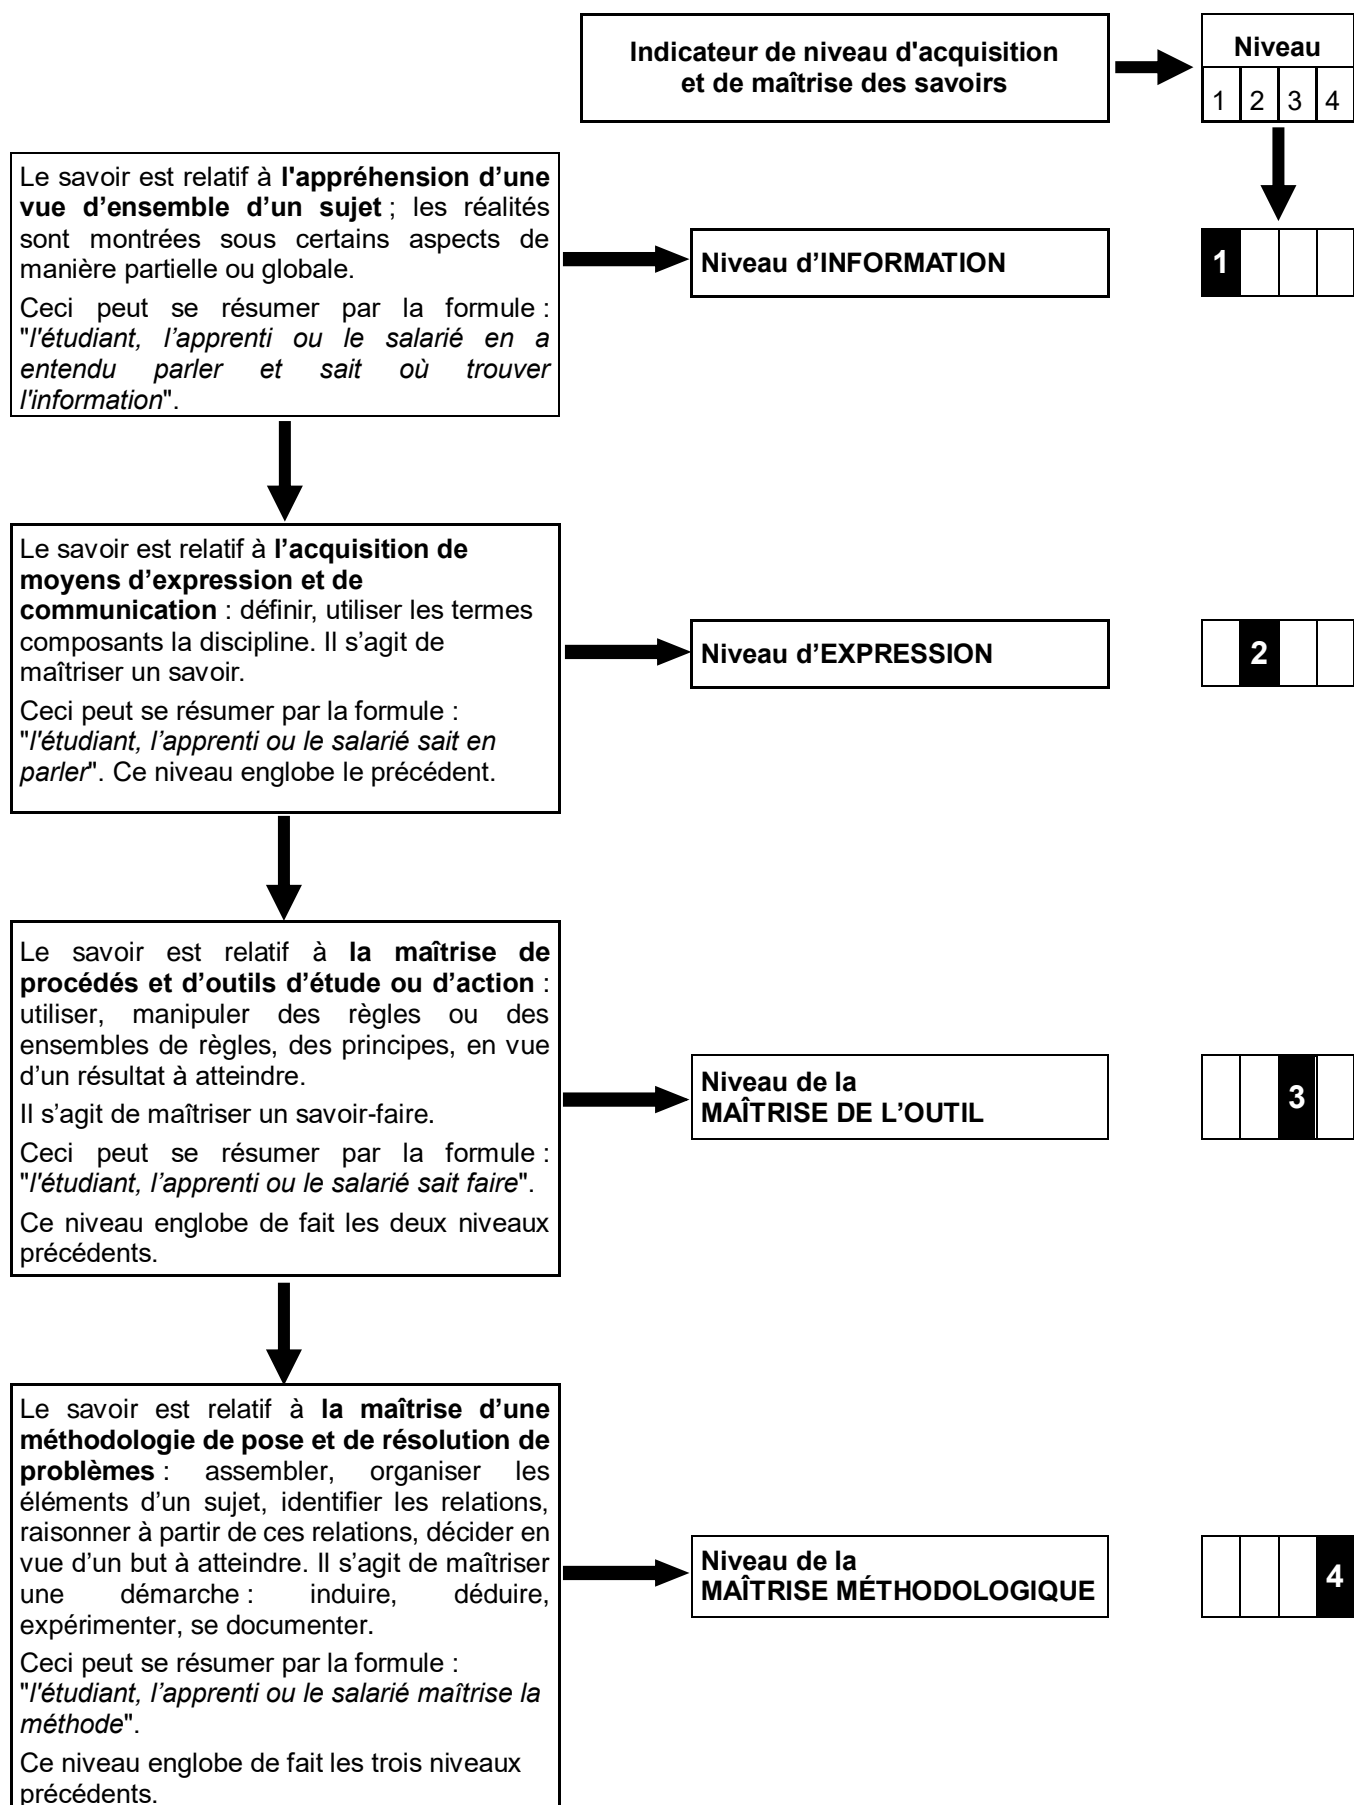 Indicateur de niveau d'acquisition
et de maîtrise des savoirs
Niveau
1 2 3 4
Le savoir est relatif à l'appréhension d’une
vue d’ensemble d’un sujet ; les réalités
sont montrées sous certains aspects de
manière partielle ou globale.
Ceci peut se résumer par la formule :
"l'étudiant, l’apprenti ou le salarié en a
entendu parler et sait où trouver
l'information".
Niveau d’INFORMATION
1
Le savoir est relatif à l’acquisition de
moyens d’expression et de
communication : définir, utiliser les termes
composants la discipline. Il s’agit de
maîtriser un savoir.
Ceci peut se résumer par la formule :
"l'étudiant, l’apprenti ou le salarié sait en
parler". Ce niveau englobe le précédent.
Niveau d’EXPRESSION
2
Le savoir est relatif à la maîtrise de
procédés et d’outils d’étude ou d’action :
utiliser, manipuler des règles ou des
ensembles de règles, des principes, en vue
d’un résultat à atteindre.
Il s’agit de maîtriser un savoir-faire.
Ceci peut se résumer par la formule :
"l'étudiant, l’apprenti ou le salarié sait faire".
Ce niveau englobe de fait les deux niveaux
précédents.
Niveau de la
MAÎTRISE DE L’OUTIL
3
Le savoir est relatif à la maîtrise d’une
méthodologie de pose et de résolution de
problèmes : assembler, organiser les
éléments d’un sujet, identifier les relations,
raisonner à partir de ces relations, décider en
vue d’un but à atteindre. Il s’agit de maîtriser
une démarche : induire, déduire,
expérimenter, se documenter.
Ceci peut se résumer par la formule :
"l'étudiant, l’apprenti ou le salarié maîtrise la
méthode".
Ce niveau englobe de fait les trois niveaux
précédents.
Niveau de la
MAÎTRISE MÉTHODOLOGIQUE
4